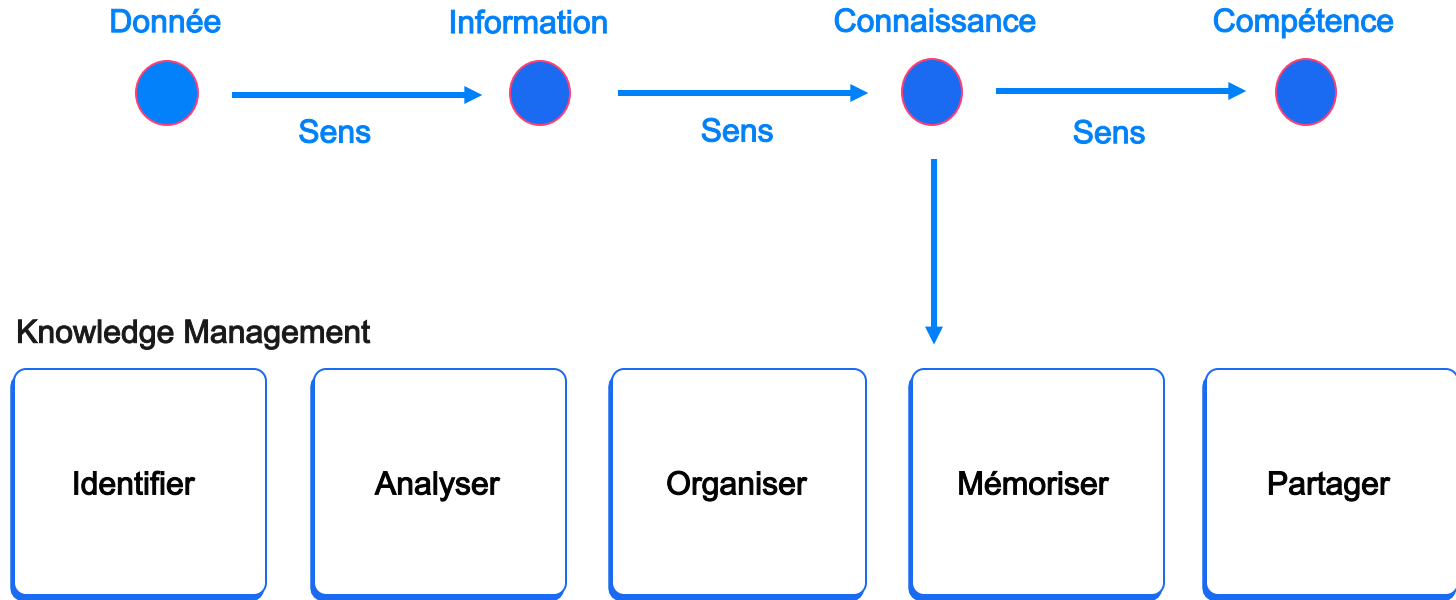 Donnée
Information
Connaissance
Compétence
Sens
Sens
Sens
Knowledge Management
Identifier
Analyser
Organiser
Mémoriser
Partager